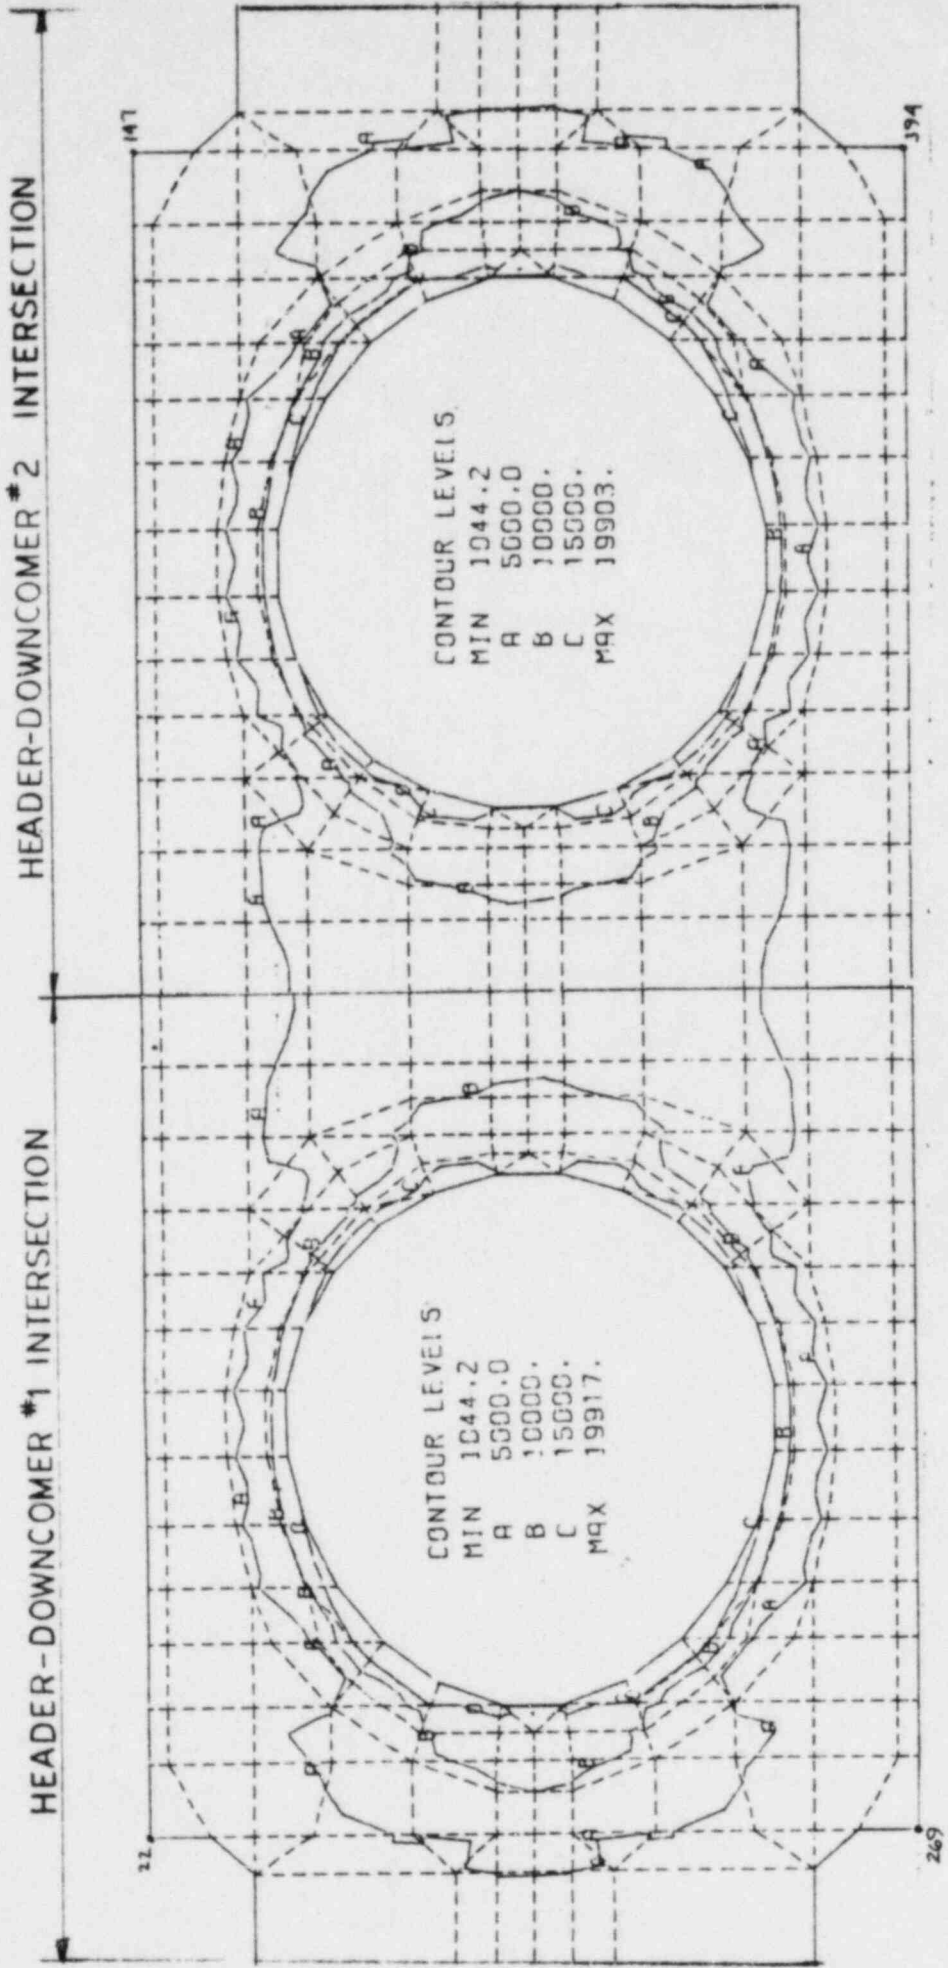 HEADER-DOWNCOMER #1 INTERSECTION
HEADER-DOWNCOMER #2 INTERSECTION
22
147
CONTOUR LEVELS
MIN 1044.2
A 5000.0
B 10000.
C 15000.
MAX 19917.
CONTOUR LEVELS
MIN 1044.2
A 5000.0
B 10000.
C 15000.
MAX 19903.
269
394